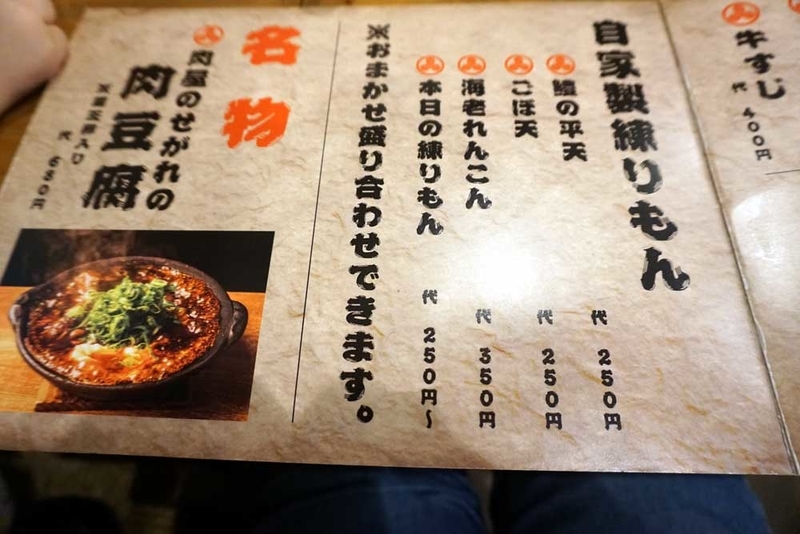 牛すじ 代 400円
自家製練りもん
鱧の平天 代 250円
ごぼ天 代 250円
海老れんこん 代 350円
本日の練りもん 代 250円〜
※おまかせ盛り合わせできます。
名物
肉屋のせがれの
肉豆腐
入り
代 680円